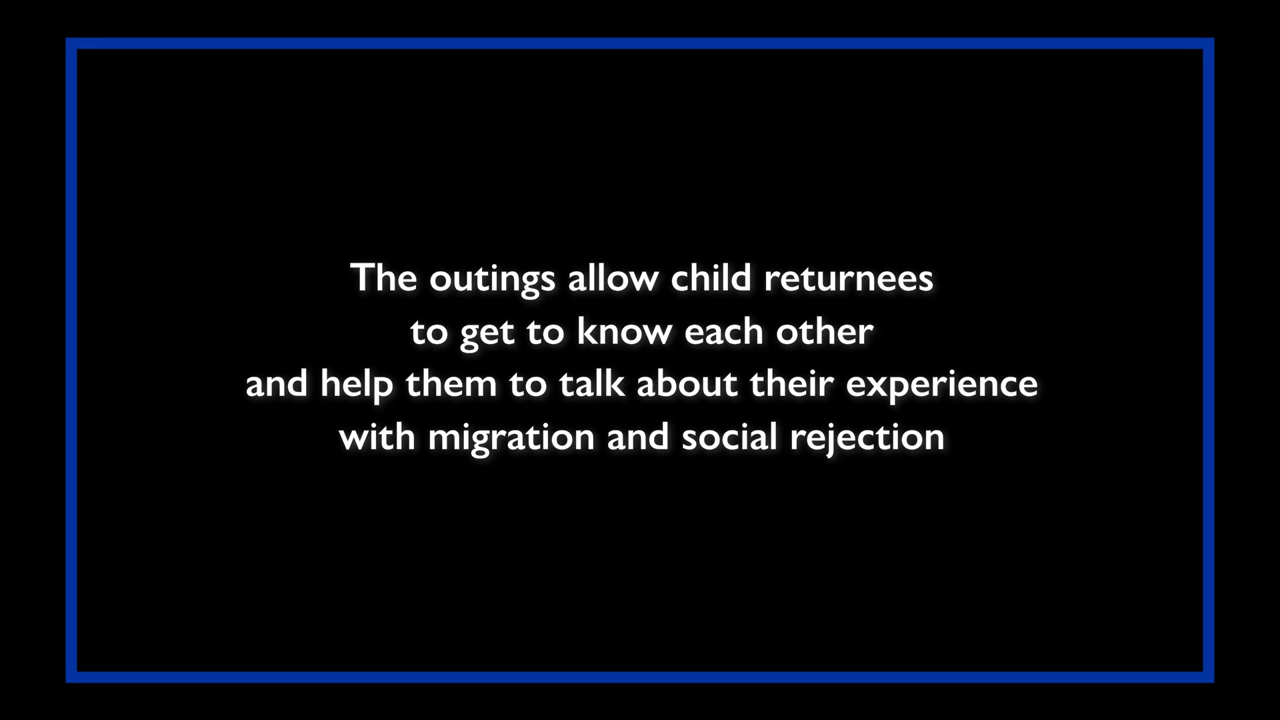 The outings allow child returnees
to get to know each other
and help them to talk about their experience
with migration and social rejection